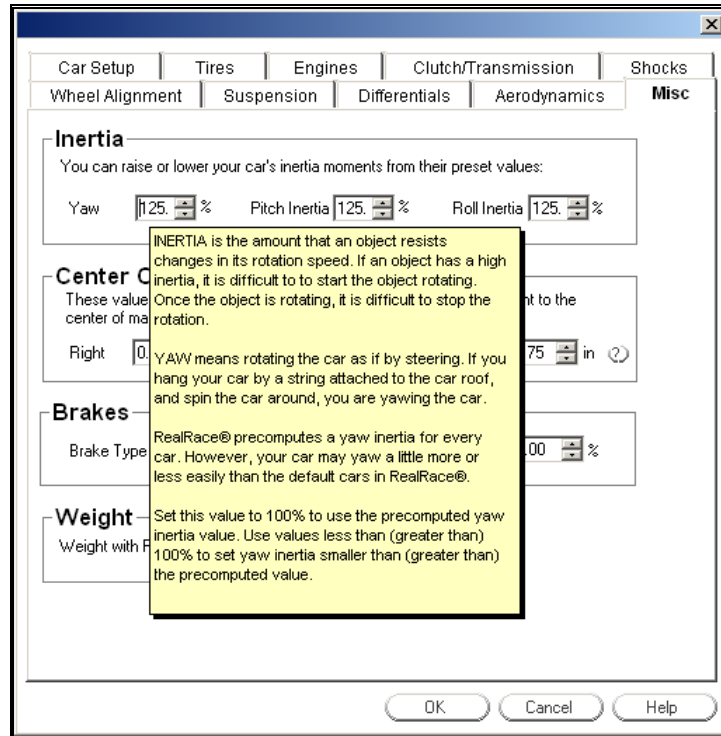 Car Setup Tires Engines Clutch/Transmission Shocks
Wheel Alignment Suspension Differentials Aerodynamics Misc
Inertia
You can raise or lower your car's inertia moments from their preset values:
Yaw 125. % Pitch Inertia 125. % Roll Inertia 125. %
INERTIA is the amount that an object resists
changes in its rotation speed. If an object has a high
inertia, it is difficult to to start the object rotating.
Once the object is rotating, it is difficult to stop the
rotation.
YAW means rotating the car as if by steering. If you
hang your car by a string attached to the car roof,
and spin the car around, you are yawing the car.
RealRace® precomputes a yaw inertia for every
car. However, your car may yaw a little more or
less easily than the default cars in RealRace®.
Set this value to 100% to use the precomputed yaw
inertia value. Use values less than (greater than)
100% to set yaw inertia smaller than (greater than)
the precomputed value.
Center
These value to the
center of
Right 0. 75 in ?
Brakes
Brake Type .00 %
Weight
Weight with
OK Cancel Help